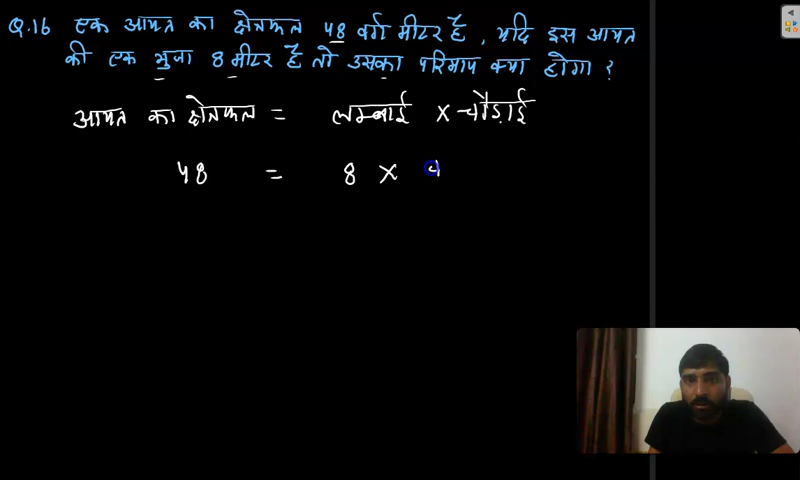 Q.16 एक आयत का क्षेत्रफल 48 वर्ग मीटर है, यदि इस आयत
की एक भुजा 8 मीटर है तो उसका परिमाप क्या होगा ?
आयत का क्षेत्रफल = लम्बाई × चौड़ाई
48 = 8 ×